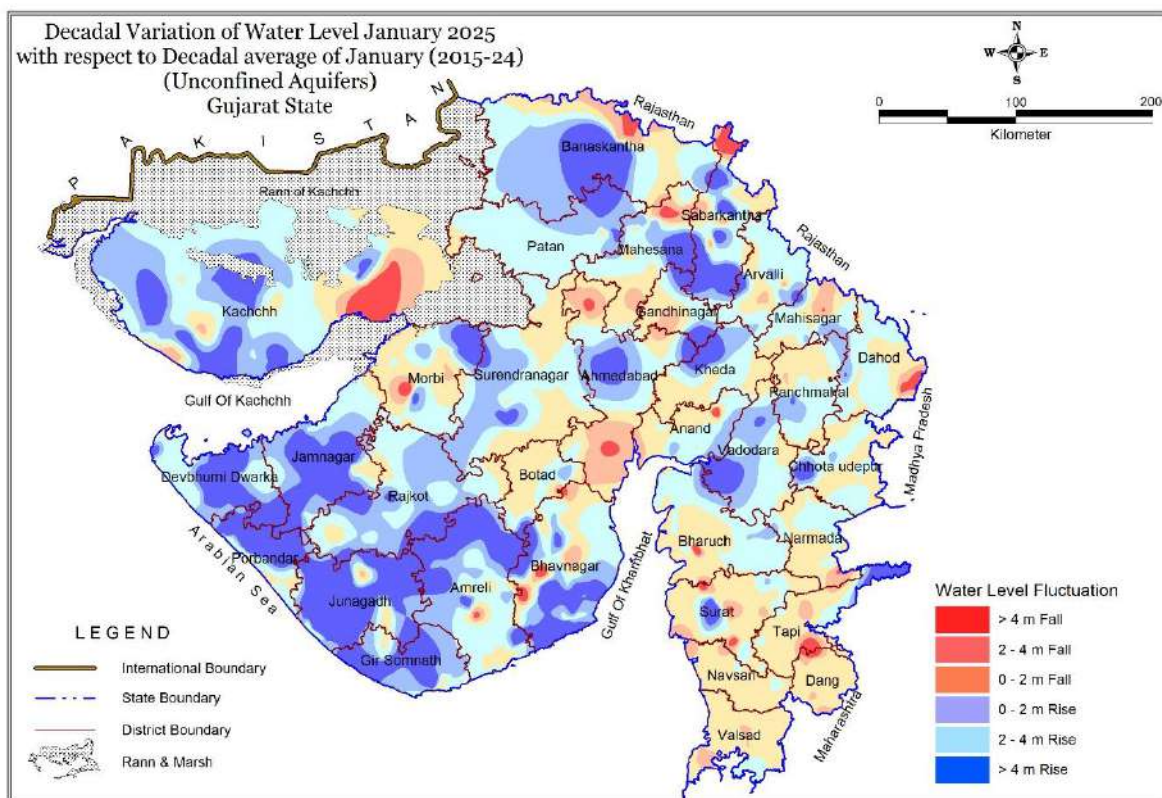 Decadal Variation of Water Level January 2025
with respect to Decadal average of January (2015-24)
(Unconfined Aquifers)
Gujarat State
N
W E
S
0 100 200
Kilometer
PAKISTAN
Rajasthan
Banaskantha
Rann of Kachchh
Sabarkantha
Patan
Mahesana
Rajasthan
Arvalli
Kachchh
Gandhinagar
Mahisagar
Dahod
Morbi
Surendranagar
Ahmedabad
Kheda
Panchmahal
Gulf Of Kachchh
Anand
Vadodara
Madhya Pradesh
Jamnagar
Devbhumi Dwarka
Botad
Chhota udepur
Rajkot
Arabian Sea
Porbandar
Bharuch
Narmada
Junagadh
Amreli
Bhavnagar
Gulf Of Khambhat
Surat
Tapi
Gir Somnath
Navsari
Dang
Maharashtra
Valsad
LEGEND
International Boundary
State Boundary
District Boundary
Rann & Marsh
Water Level Fluctuation
> 4 m Fall
2 - 4 m Fall
0 - 2 m Fall
0 - 2 m Rise
2 - 4 m Rise
> 4 m Rise